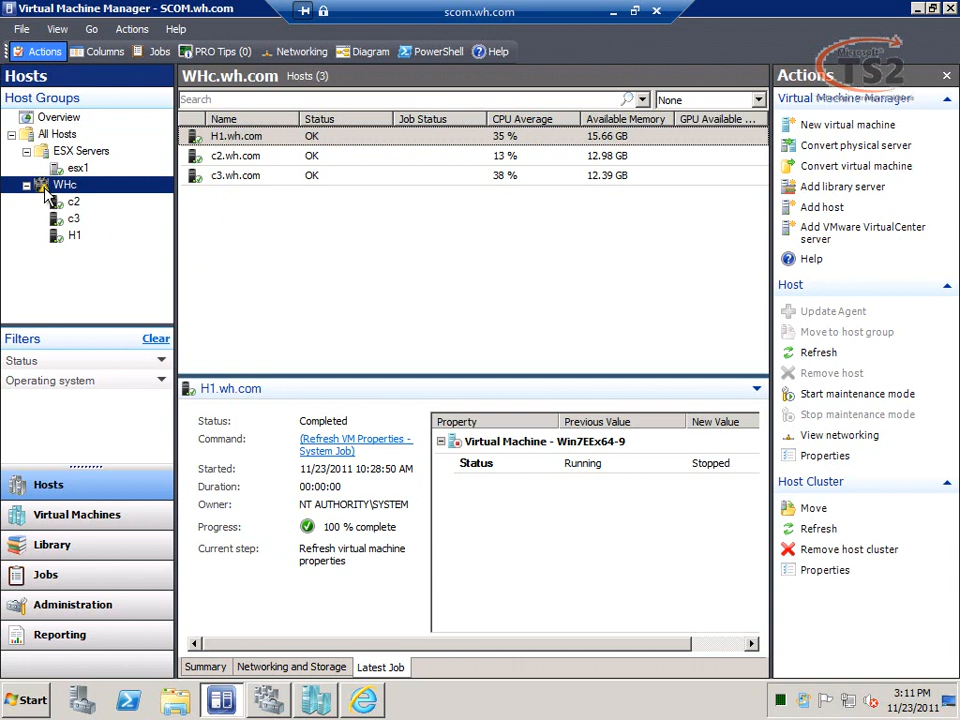 Virtual Machine Manager - SCOM.wh.com
scom.wh.com
File View Go Actions Help
Actions Columns Jobs PRO Tips (0) Networking Diagram PowerShell Help
Hosts
Host Groups
Overview
All Hosts
ESX Servers
esx1
WHc
c2
c3
H1
Filters Clear
Status
Operating system
Hosts
Virtual Machines
Library
Jobs
Administration
Reporting
WHc.wh.com Hosts (3)
Search None
Name Status Job Status CPU Average Available Memory GPU Available ...
H1.wh.com OK 35 % 15.66 GB
c2.wh.com OK 13 % 12.98 GB
c3.wh.com OK 38 % 12.39 GB
H1.wh.com
Status: Completed
Command: (Refresh VM Properties -
System Job)
Started: 11/23/2011 10:28:50 AM
Duration: 00:00:00
Owner: NT AUTHORITY\SYSTEM
Progress: 100 % complete
Current step: Refresh virtual machine
properties
Property Previous Value New Value
Virtual Machine - Win7EEx64-9
Status Running Stopped
Summary Networking and Storage Latest Job
Microsoft
TS2
Actions
Virtual Machine Manager
New virtual machine
Convert physical server
Convert virtual machine
Add library server
Add host
Add VMware VirtualCenter
server
Help
Host
Update Agent
Move to host group
Refresh
Remove host
Start maintenance mode
Stop maintenance mode
View networking
Properties
Host Cluster
Move
Refresh
Remove host cluster
Properties
Start
3:11 PM
11/23/2011